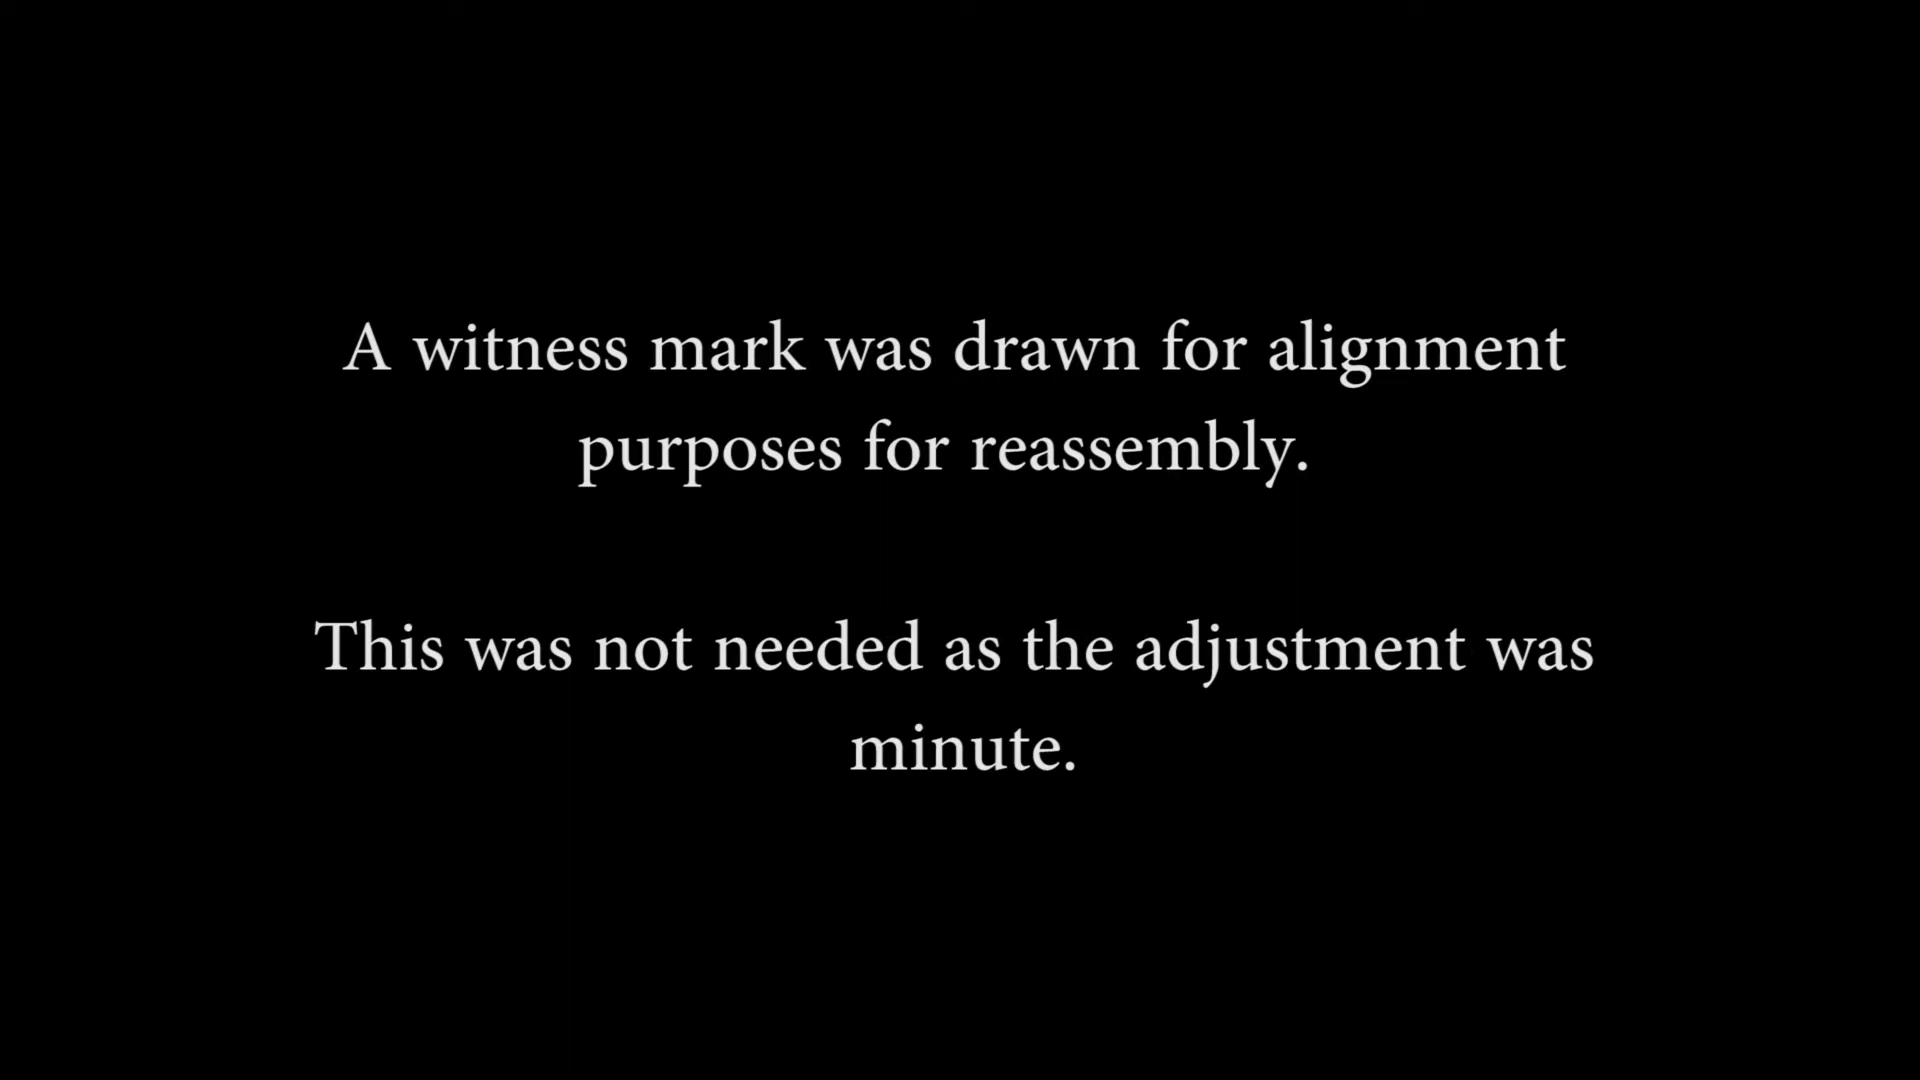 A witness mark was drawn for alignment
purposes for reassembly.
This was not needed as the adjustment was
minute.